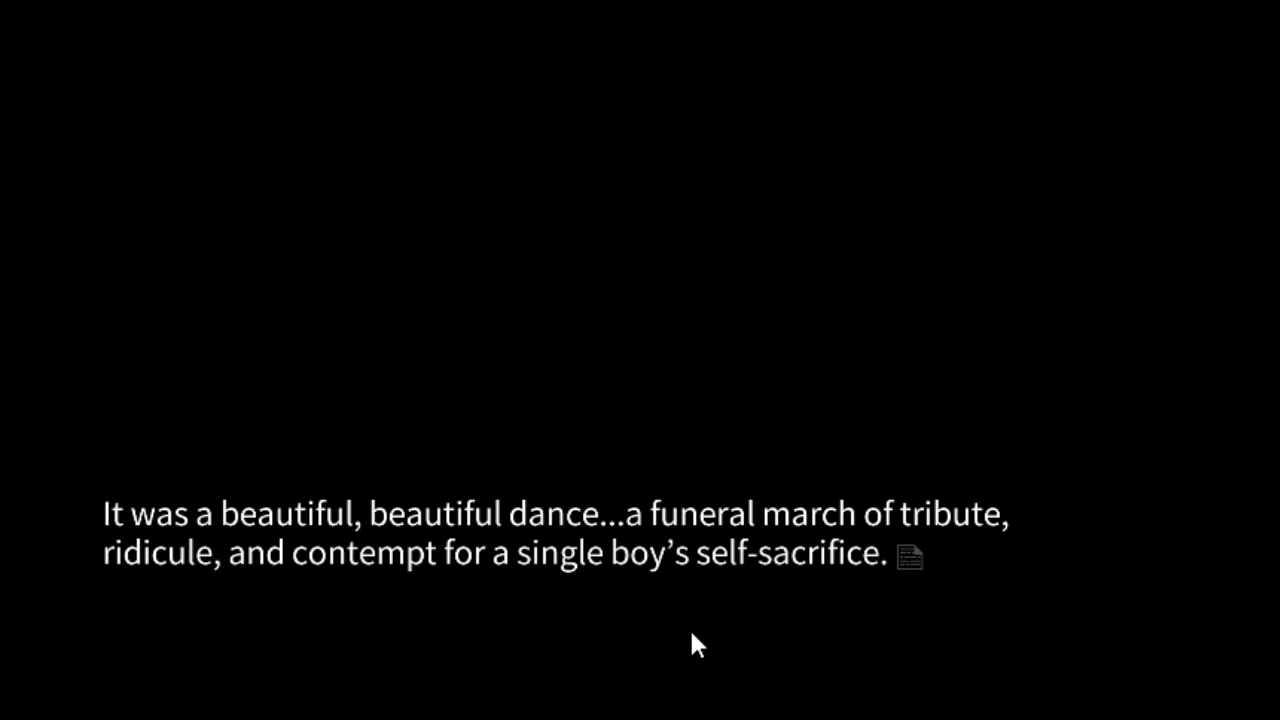 It was a beautiful, beautiful dance...a funeral march of tribute,
ridicule, and contempt for a single boy’s self-sacrifice.